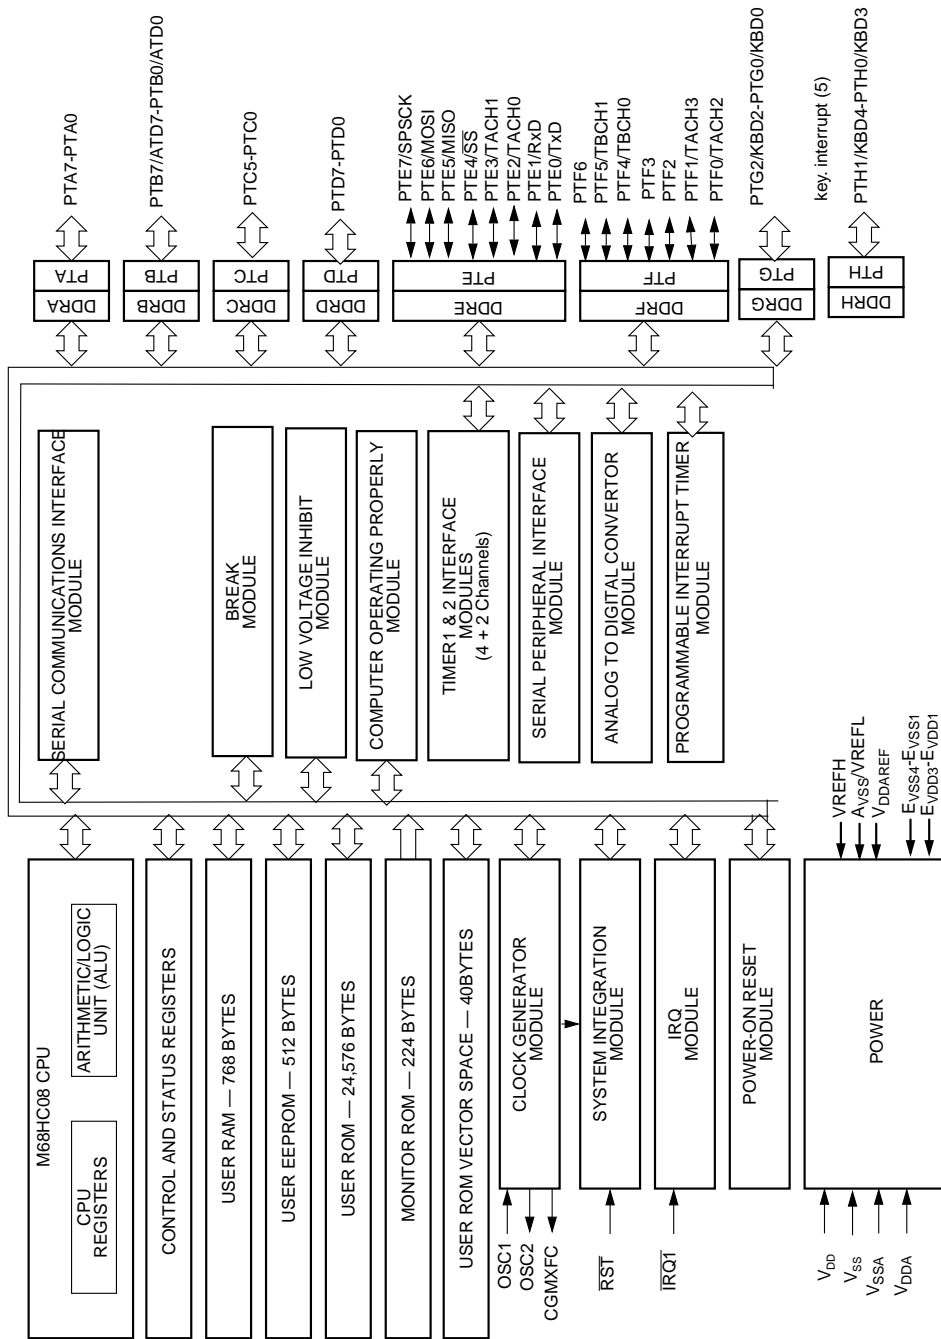 M68HC08 CPU
CPU
REGISTERS
ARITHMETIC/LOGIC
UNIT (ALU)
CONTROL AND STATUS REGISTERS
USER RAM — 768 BYTES
USER EEPROM — 512 BYTES
USER ROM — 24,576 BYTES
MONITOR ROM — 224 BYTES
USER ROM VECTOR SPACE — 40BYTES
OSC1
OSC2
CGMXFC
CLOCK GENERATOR
MODULE
RST
SYSTEM INTEGRATION
MODULE
IRQ1
IRQ
MODULE
POWER-ON RESET
MODULE
VDD
VSS
VSSA
VDDA
POWER
VREFH
AVSS/VREFL
VDDAREF
EVSS4-EVSS1
EVDD3-EVDD1
SERIAL COMMUNICATIONS INTERFACE
MODULE
BREAK
MODULE
LOW VOLTAGE INHIBIT
MODULE
COMPUTER OPERATING PROPERLY
MODULE
TIMER1 & 2 INTERFACE
MODULES
(4 + 2 Channels)
SERIAL PERIPHERAL INTERFACE
MODULE
ANALOG TO DIGITAL CONVERTOR
MODULE
PROGRAMMABLE INTERRUPT TIMER
MODULE
DDRA
PTA
PTA7-PTA0
DDRB
PTB
PTB7/ATD7-PTB0/ATD0
DDRC
PTC
PTC5-PTC0
DDRD
PTD
PTD7-PTD0
DDRE
PTE
PTE7/SPSCK
PTE6/MOSI
PTE5/MISO
PTE4/SS
PTE3/TACH1
PTE2/TACH0
PTE1/RxD
PTE0/TxD
DDRF
PTF
PTF6
PTF5/TBCH1
PTF4/TBCH0
PTF3
PTF2
PTF1/TACH3
PTF0/TACH2
DDRG
PTG
PTG2/KBD2-PTG0/KBD0
key. interrupt (5)
DDRH
PTH
PTH1/KBD4-PTH0/KBD3